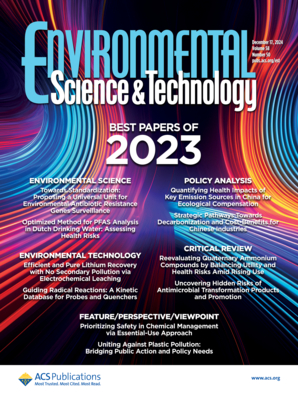 ENVIRONMENTAL
Science & Technology
December 17, 2024
Volume 58
Number 50
pubs.acs.org/est
BEST PAPERS OF
2023
ENVIRONMENTAL SCIENCE
Towards Standardization:
Proposing a Universal Unit for
Environmental Antibiotic Resistance
Genes Surveillance
Optimized Method for PFAS Analysis
in Dutch Drinking Water: Assessing
Health Risks
ENVIRONMENTAL TECHNOLOGY
Efficient and Pure Lithium Recovery
with No Secondary Pollution via
Electrochemical Leaching
Guiding Radical Reactions: A Kinetic
Database for Probes and Quenchers
POLICY ANALYSIS
Quantifying Health Impacts of
Key Emission Sources in China for
Ecological Compensation
Strategic Pathways Towards
Decarbonization and Cost-Benefits for
Chinese Industries
CRITICAL REVIEW
Reevaluating Quaternary Ammonium
Compounds by Balancing Utility and
Health Risks Amid Rising Use
Uncovering Hidden Risks of
Antimicrobial Transformation Products
and Promotion
FEATURE/PERSPECTIVE/VIEWPOINT
Prioritizing Safety in Chemical Management
via Essential-Use Approach
Uniting Against Plastic Pollution:
Bridging Public Action and Policy Needs
ACS Publications
Most Trusted. Most Cited. Most Read.
www.acs.org